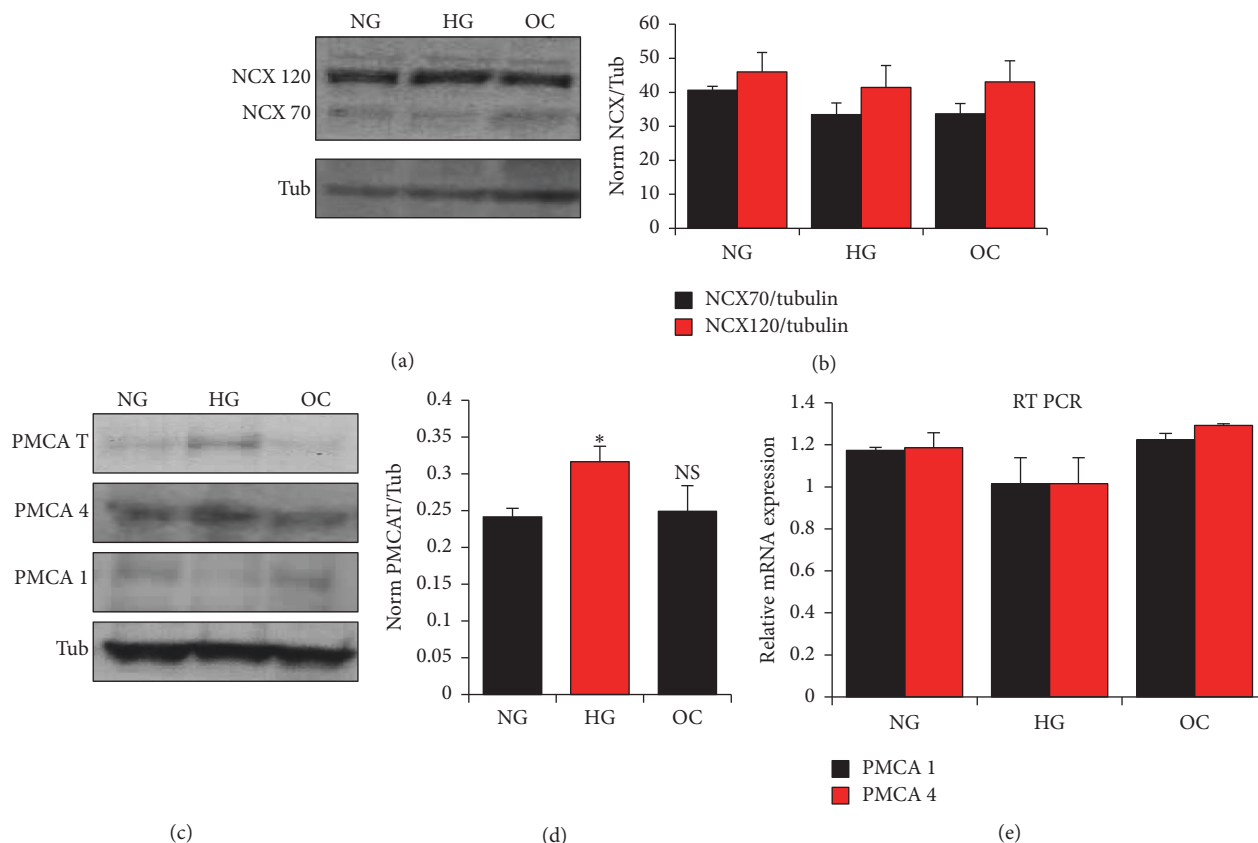 NG HG OC
NCX 120
NCX 70
Tub
(a)
Norm NCX/Tub
60
50
40
30
20
10
0
NG HG OC
NCX70/tubulin
NCX120/tubulin
(b)
NG HG OC
PMCA T
PMCA 4
PMCA 1
Tub
(c)
Norm PMCAT/Tub
0.4
0.35
0.3
0.25
0.2
0.15
0.1
0.05
0
*
NS
NG HG OC
(d)
RT PCR
Relative mRNA expression
1.4
1.2
1
0.8
0.6
0.4
0.2
0
NG HG OC
PMCA 1
PMCA 4
(e)